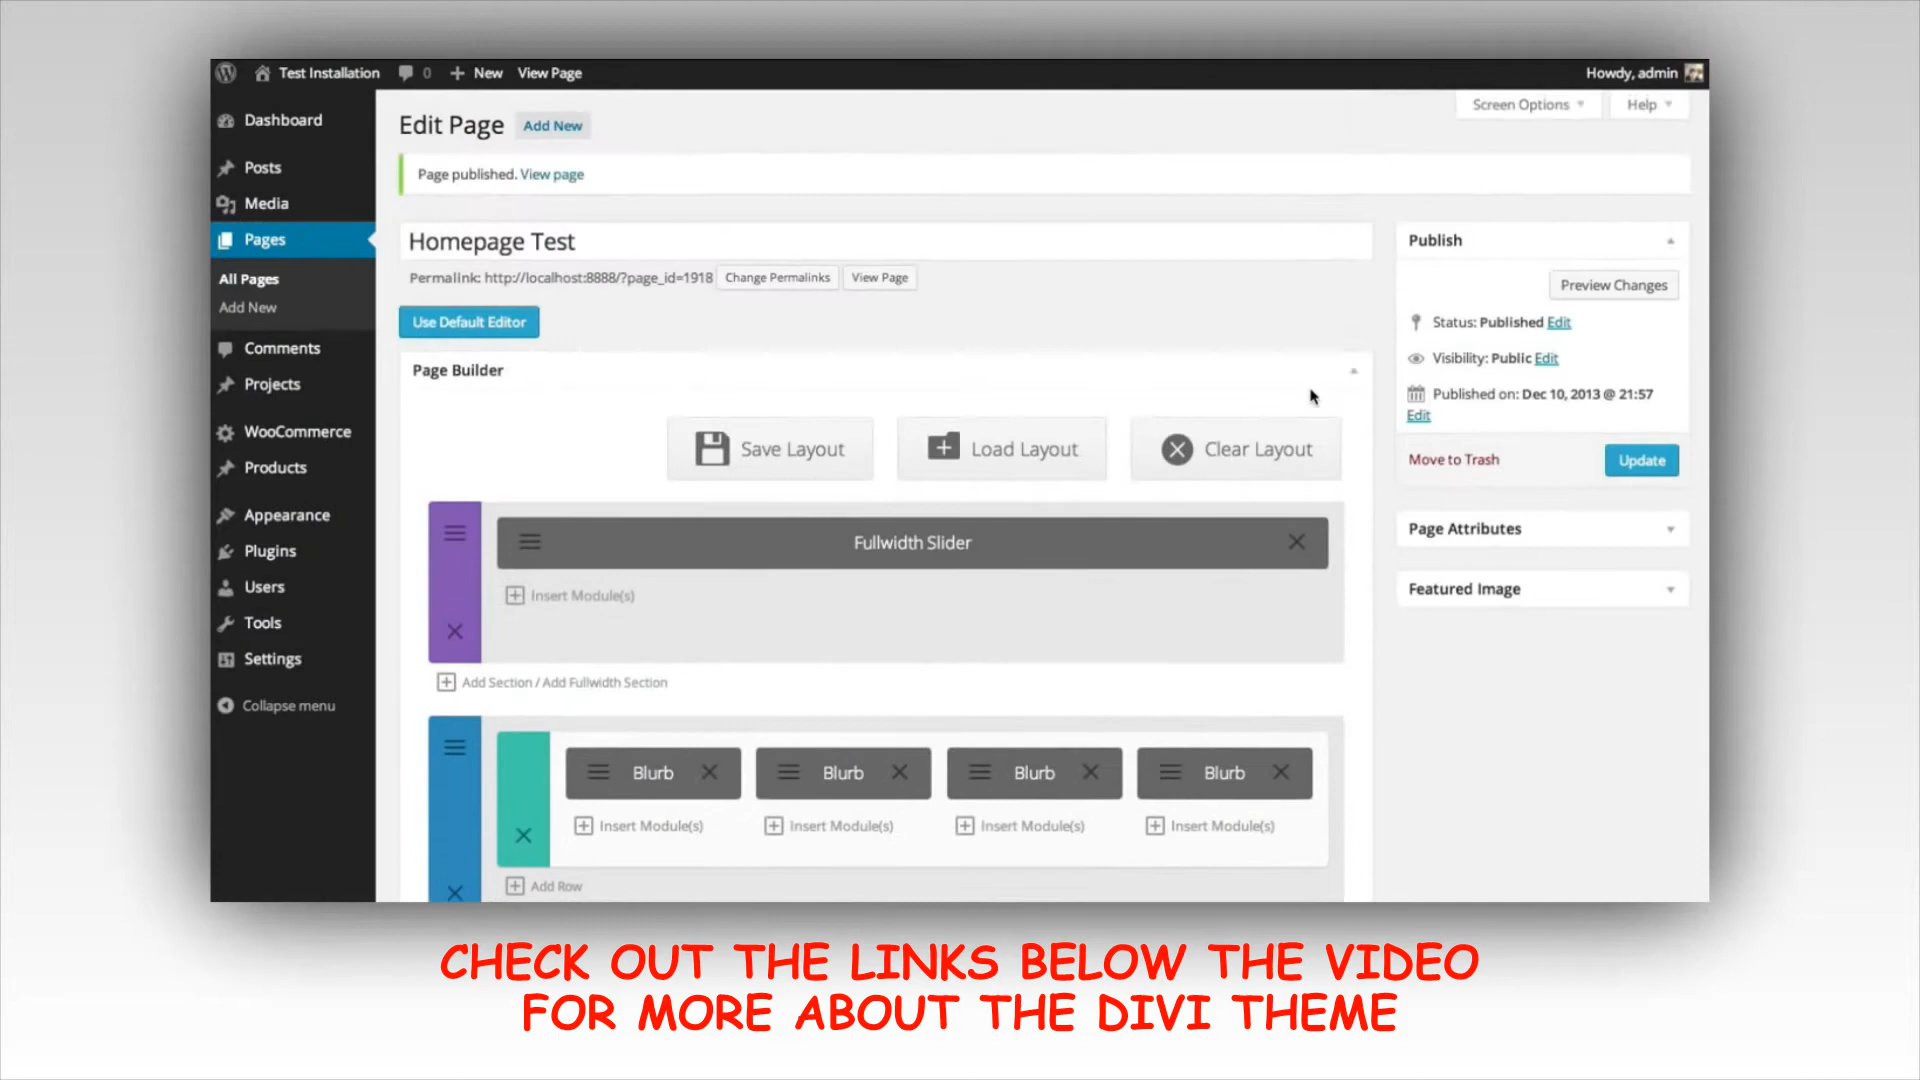 Test Installation 0 New View Page Howdy, admin
Screen Options Help
Dashboard
Posts
Media
Pages
All Pages
Add New
Comments
Projects
WooCommerce
Products
Appearance
Plugins
Users
Tools
Settings
Collapse menu
Edit Page Add New
Page published. View page
Homepage Test
Permalink: http://localhost:8888/?page_id=1918 Change Permalinks View Page
Use Default Editor
Page Builder
Save Layout Load Layout Clear Layout
Fullwidth Slider
Insert Module(s)
Add Section / Add Fullwidth Section
Blurb Blurb Blurb Blurb
Insert Module(s) Insert Module(s) Insert Module(s) Insert Module(s)
Add Row
Publish
Preview Changes
Status: Published Edit
Visibility: Public Edit
Published on: Dec 10, 2013 @ 21:57
Edit
Move to Trash Update
Page Attributes
Featured Image
CHECK OUT THE LINKS BELOW THE VIDEO
FOR MORE ABOUT THE DIVI THEME